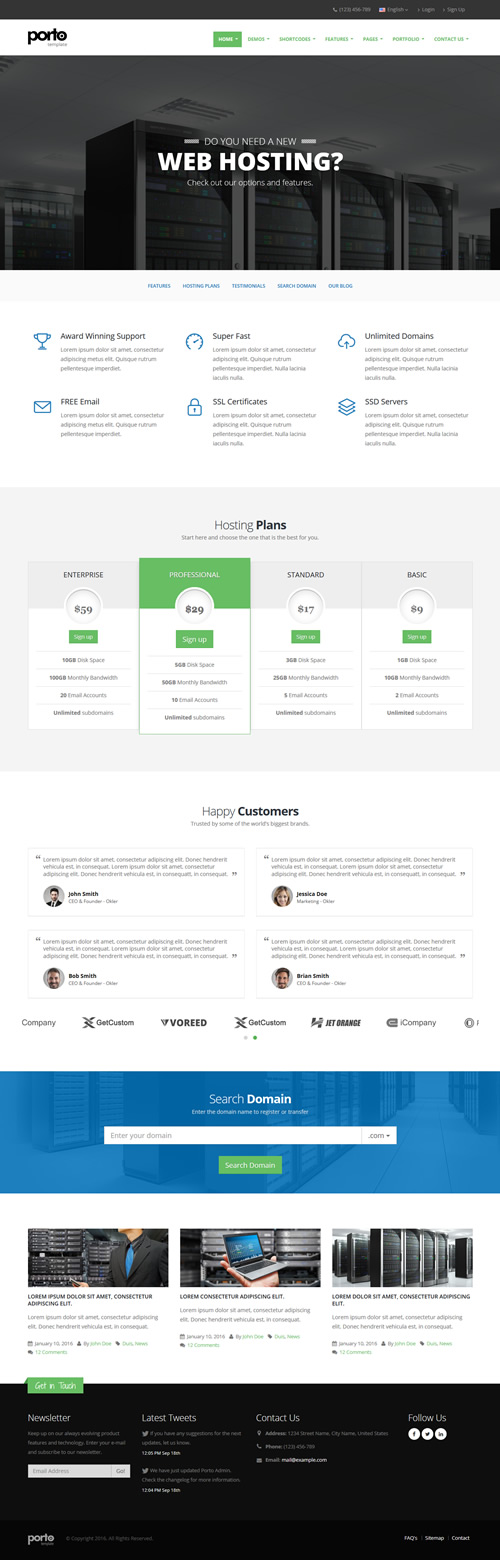 (123) 456-789 English Login Sign Up
porto
template
HOME DEMOS SHORTCODES FEATURES PAGES PORTFOLIO CONTACT US
DO YOU NEED A NEW
WEB HOSTING?
Check out our options and features.
FEATURES HOSTING PLANS TESTIMONIALS SEARCH DOMAIN OUR BLOG
Award Winning Support
Lorem ipsum dolor sit amet, consectetur
adipiscing metus elit. Quisque rutrum
pellentesque imperdiet.
Super Fast
Lorem ipsum dolor sit amet, consectetur
adipiscing elit. Quisque rutrum
pellentesque imperdiet. Nulla lacinia
iaculis nulla.
Unlimited Domains
Lorem ipsum dolor sit amet, consectetur
adipiscing elit. Quisque rutrum
pellentesque imperdiet. Nulla lacinia
iaculis nulla.
FREE Email
Lorem ipsum dolor sit amet, consectetur
adipiscing metus elit. Quisque rutrum
pellentesque imperdiet.
SSL Certificates
Lorem ipsum dolor sit amet, consectetur
adipiscing elit. Quisque rutrum
pellentesque imperdiet. Nulla lacinia
iaculis nulla.
SSD Servers
Lorem ipsum dolor sit amet, consectetur
adipiscing elit. Quisque rutrum
pellentesque imperdiet. Nulla lacinia
iaculis nulla.
Hosting Plans
Start here and choose the one that is the best for you.
ENTERPRISE
$59
Sign up
10GB Disk Space
100GB Monthly Bandwidth
20 Email Accounts
Unlimited subdomains
PROFESSIONAL
$29
Sign up
5GB Disk Space
50GB Monthly Bandwidth
10 Email Accounts
Unlimited subdomains
STANDARD
$17
Sign up
3GB Disk Space
25GB Monthly Bandwidth
5 Email Accounts
Unlimited subdomains
BASIC
$9
Sign up
1GB Disk Space
10GB Monthly Bandwidth
2 Email Accounts
Unlimited subdomains
Happy Customers
Trusted by some of the world's biggest brands.
“ Lorem ipsum dolor sit amet, consectetur adipiscing elit. Donec hendrerit
vehicula est, in consequat. Lorem ipsum dolor sit amet, consectetur adipiscing
elit. Donec hendrerit vehicula est, in consequat, in consequat. ”
John Smith
CEO & Founder - Okler
“ Lorem ipsum dolor sit amet, consectetur adipiscing elit. Donec hendrerit
vehicula est, in consequat. Lorem ipsum dolor sit amet, consectetur adipiscing
elit. Donec hendrerit vehicula est, in consequat, in consequat. ”
Jessica Doe
Marketing - Okler
“ Lorem ipsum dolor sit amet, consectetur adipiscing elit. Donec hendrerit
vehicula est, in consequat. Lorem ipsum dolor sit amet, consectetur adipiscing
elit. Donec hendrerit vehicula est, in consequat, in consequat. ”
Bob Smith
CEO & Founder - Okler
“ Lorem ipsum dolor sit amet, consectetur adipiscing elit. Donec hendrerit
vehicula est, in consequat. Lorem ipsum dolor sit amet, consectetur adipiscing
elit. Donec hendrerit vehicula est, in consequat, in consequat. ”
Brian Smith
CEO & Founder - Okler
Company GetCustom VOREED GetCustom JET ORANGE iCompany
Search Domain
Enter the domain name to register or transfer
Enter your domain .com
Search Domain
LOREM IPSUM DOLOR SIT AMET, CONSECTETUR
ADIPISCING ELIT.
Lorem ipsum dolor sit amet, consectetur adipiscing
elit. Donec hendrerit vehicula est, in consequat.
January 10, 2016 By John Doe Duis, News
12 Comments
LOREM CONSECTETUR ADIPISCING ELIT.
Lorem ipsum dolor sit amet, consectetur adipiscing
elit. Donec hendrerit vehicula est, in consequat.
January 10, 2016 By John Doe Duis, News
12 Comments
LOREM DOLOR SIT AMET, CONSECTETUR ADIPISCING
ELIT.
Lorem ipsum dolor sit amet, consectetur adipiscing
elit. Donec hendrerit vehicula est, in consequat.
January 10, 2016 By John Doe Duis, News
12 Comments
Get in Touch
Newsletter
Keep up on our always evolving product
features and technology. Enter your e-mail
and subscribe to our newsletter.
Email Address Go!
Latest Tweets
If you have any suggestions for the next
updates, let us know.
12:05 PM Sep 18th
We have just updated Porto Admin.
Check the changelog for more information.
12:04 PM Sep 18th
Contact Us
Address: 1234 Street Name, City Name, United States
Phone: (123) 456-789
Email: mail@example.com
Follow Us
porto
template
© Copyright 2016. All Rights Reserved.
FAQ's Sitemap Contact